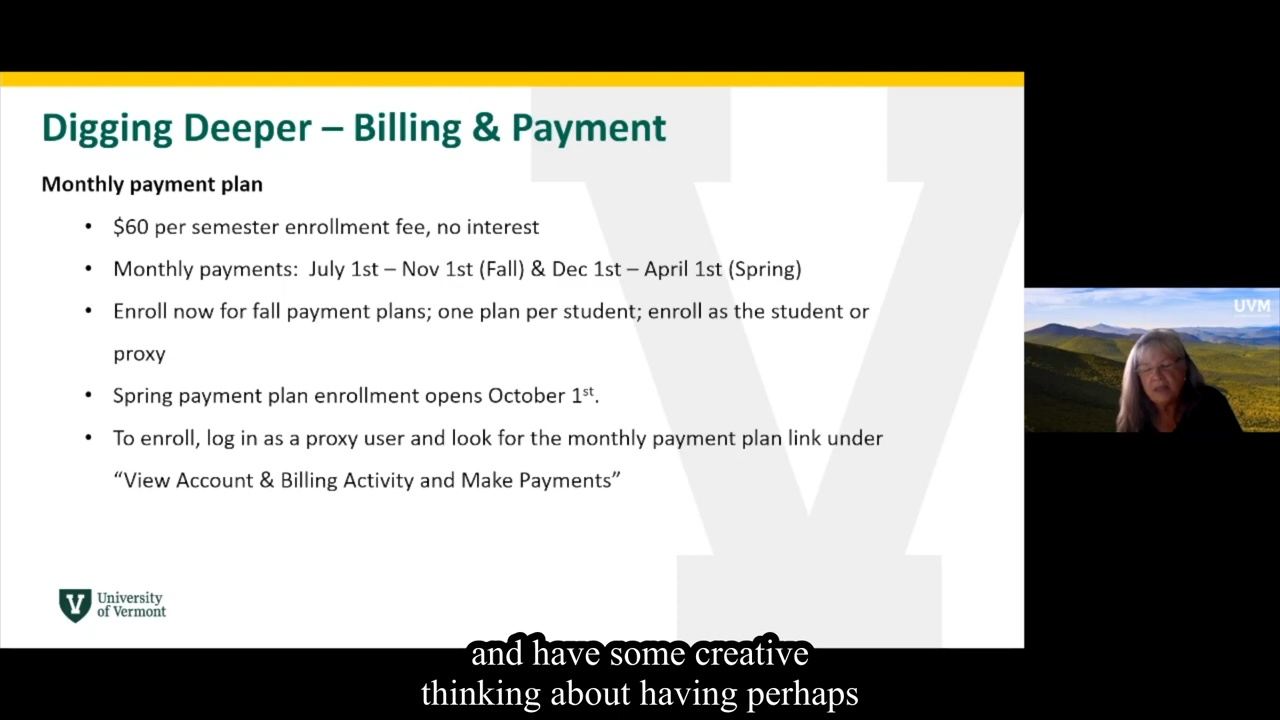 Digging Deeper – Billing & Payment
Monthly payment plan
• $60 per semester enrollment fee, no interest
• Monthly payments:  July 1st – Nov 1st (Fall) & Dec 1st – April 1st (Spring)
• Enroll now for fall payment plans; one plan per student; enroll as the student or
proxy
• Spring payment plan enrollment opens October 1st.
• To enroll, log in as a proxy user and look for the monthly payment plan link under
“View Account & Billing Activity and Make Payments”
UVM
V University
of Vermont
and have some creative
thinking about having perhaps